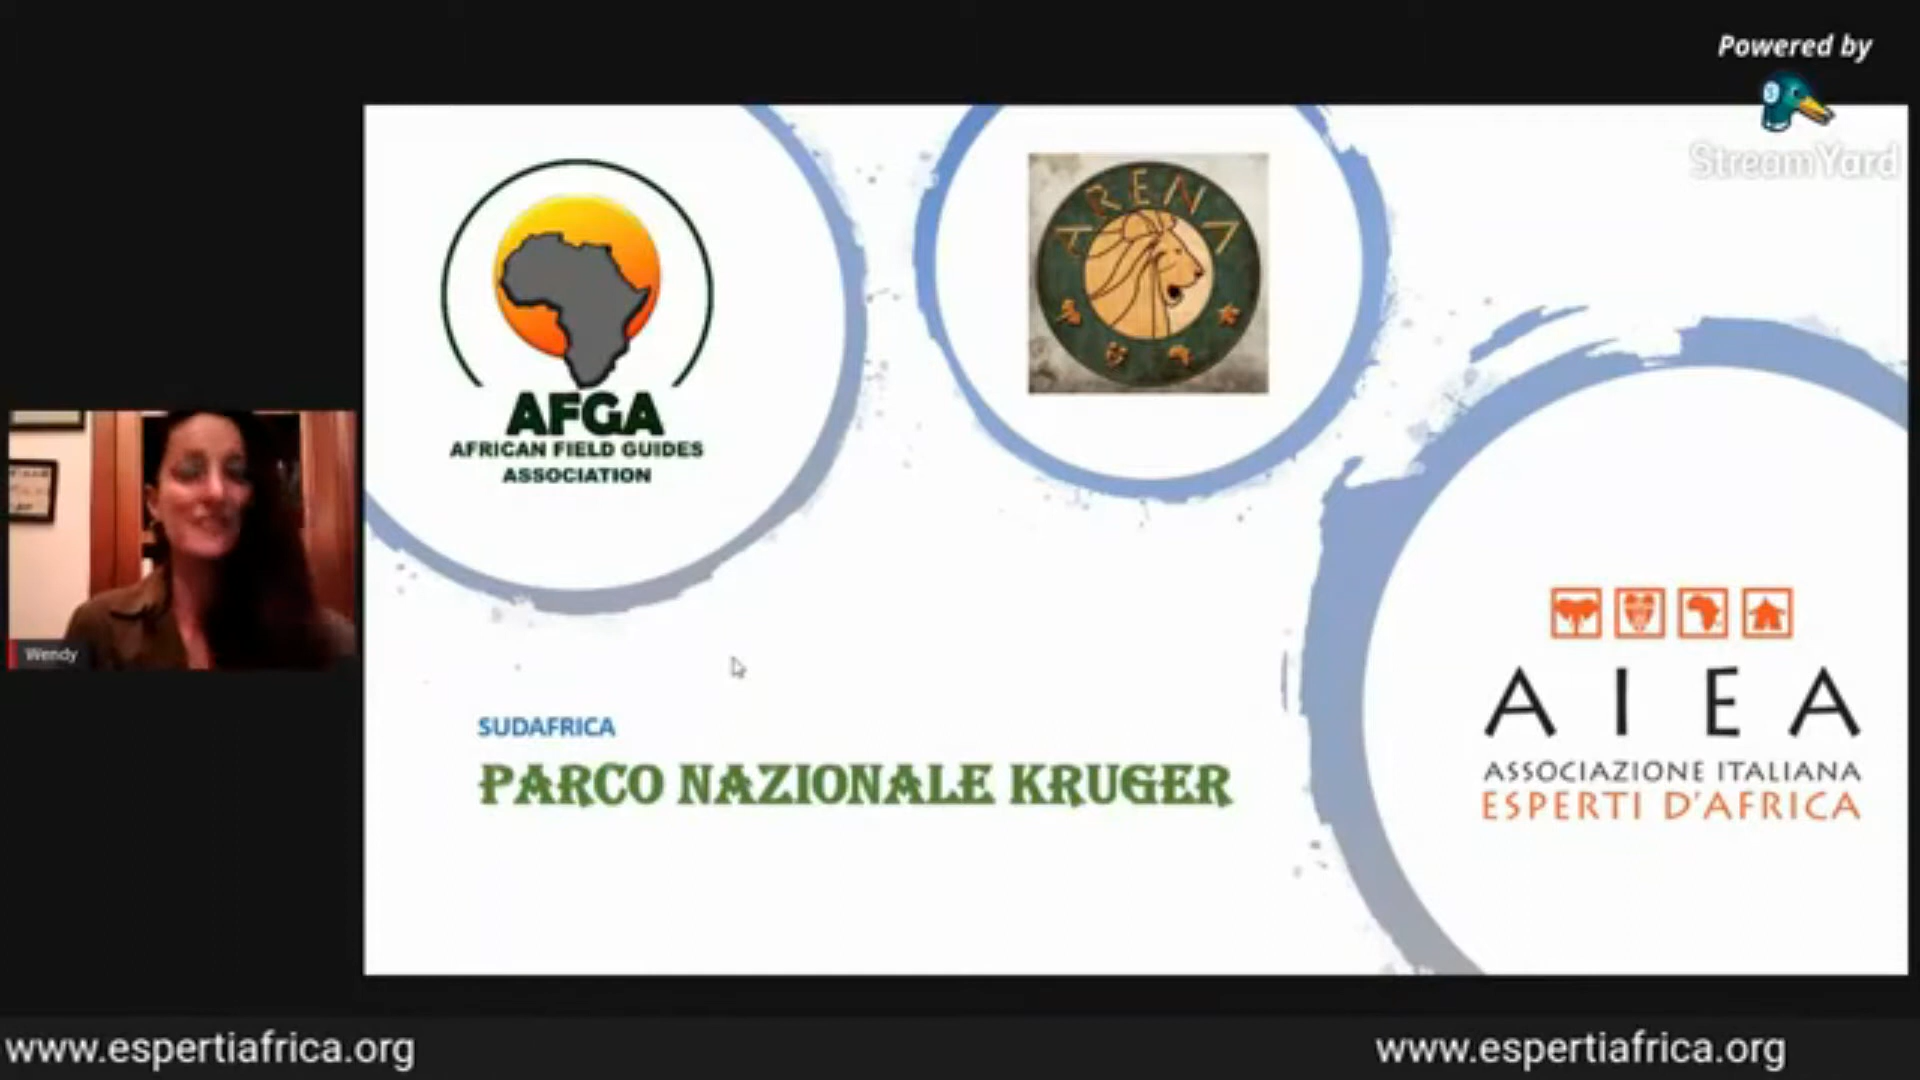 Powered by
StreamYard
ARENA
AFGA
AFRICAN FIELD GUIDES
ASSOCIATION
Wendy
SUDAFRICA
PARCO NAZIONALE KRUGER
AIEA
ASSOCIAZIONE ITALIANA
ESPERTI D'AFRICA
www.espertiafrica.org
www.espertiafrica.org